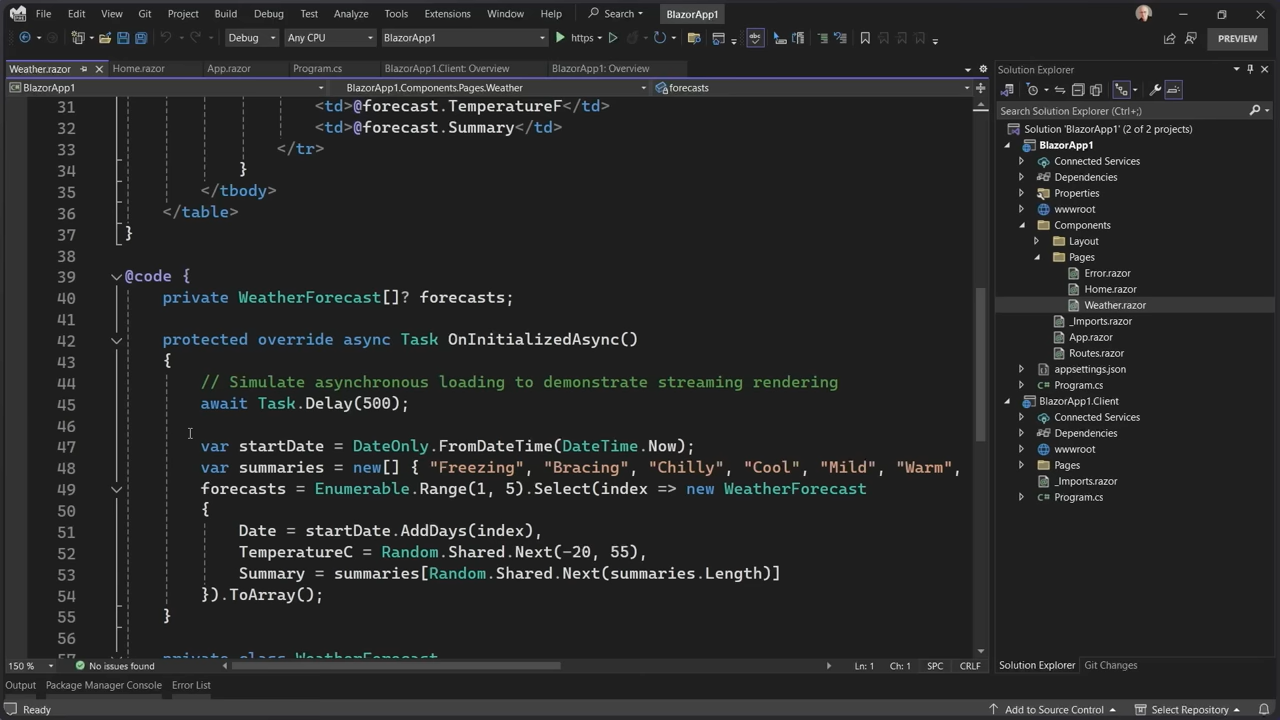 File Edit View Git Project Build Debug Test Analyze Tools Extensions Window Help Search BlazorApp1
Debug Any CPU BlazorApp1 https PREVIEW
Weather.razor Home.razor App.razor Program.cs BlazorApp1.Client: Overview BlazorApp1: Overview
BlazorApp1 BlazorApp1.Components.Pages.Weather forecasts
31 <td>@forecast.TemperatureF</td>
32 <td>@forecast.Summary</td>
33 </tr>
34 }
35 </tbody>
36 </table>
37 }
38
39 @code {
40 private WeatherForecast[]? forecasts;
41
42 protected override async Task OnInitializedAsync()
43 {
44 // Simulate asynchronous loading to demonstrate streaming rendering
45 await Task.Delay(500);
46
47 var startDate = DateOnly.FromDateTime(DateTime.Now);
48 var summaries = new[] { "Freezing", "Bracing", "Chilly", "Cool", "Mild", "Warm",
49 forecasts = Enumerable.Range(1, 5).Select(index => new WeatherForecast
50 {
51 Date = startDate.AddDays(index),
52 TemperatureC = Random.Shared.Next(-20, 55),
53 Summary = summaries[Random.Shared.Next(summaries.Length)]
54 }).ToArray();
55 }
56
57 private class WeatherForecast
150 % No issues found Ln: 1 Ch: 1 SPC CRLF
Output Package Manager Console Error List
Ready Add to Source Control Select Repository
Solution Explorer
Search Solution Explorer (Ctrl+;)
Solution 'BlazorApp1' (2 of 2 projects)
BlazorApp1
Connected Services
Dependencies
Properties
wwwroot
Components
Layout
Pages
Error.razor
Home.razor
Weather.razor
_Imports.razor
App.razor
Routes.razor
appsettings.json
Program.cs
BlazorApp1.Client
Connected Services
Dependencies
wwwroot
Pages
_Imports.razor
Program.cs
Solution Explorer Git Changes